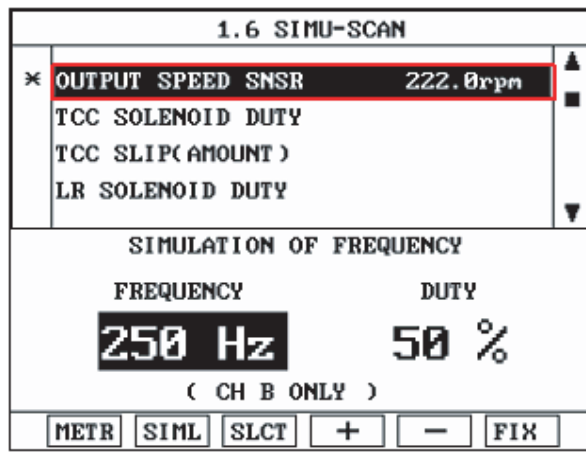 1.6 SIMU-SCAN
* OUTPUT SPEED SNSR 222.0rpm
TCC SOLENOID DUTY
TCC SLIP(AMOUNT)
LR SOLENOID DUTY
SIMULATION OF FREQUENCY
FREQUENCY DUTY
250 Hz 50 %
( CH B ONLY )
METR SIML SLCT + − FIX